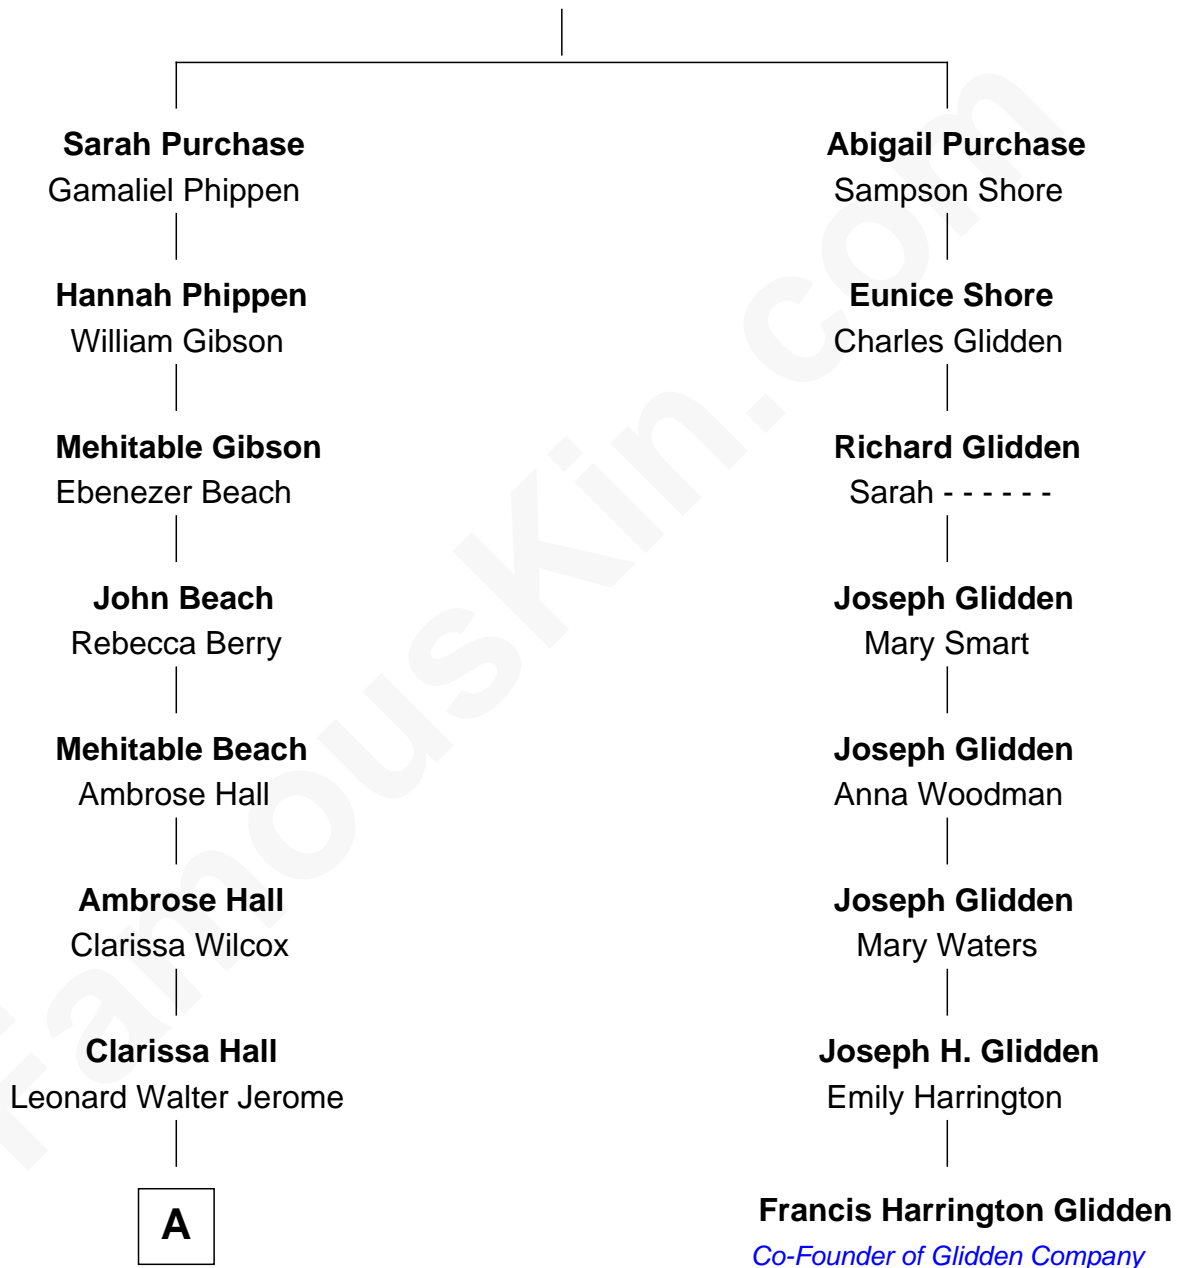 Sarah Purchase
Gamaliel Phippen
Hannah Phippen
William Gibson
Mehitable Gibson
Ebenezer Beach
John Beach
Rebecca Berry
Mehitable Beach
Ambrose Hall
Ambrose Hall
Clarissa Wilcox
Clarissa Hall
Leonard Walter Jerome
A
Abigail Purchase
Sampson Shore
Eunice Shore
Charles Glidden
Richard Glidden
Sarah - - - - - -
Joseph Glidden
Mary Smart
Joseph Glidden
Anna Woodman
Joseph Glidden
Mary Waters
Joseph H. Glidden
Emily Harrington
Francis Harrington Glidden
Co-Founder of Glidden Company
FamousKin.com